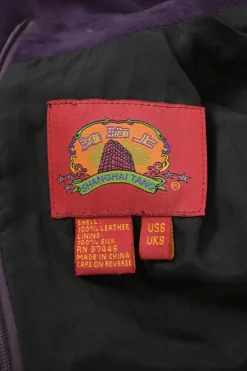 上海灘
SHANGHAI TANG
®
SHELL:
100% LEATHER
LINING:
100% SILK
RN 97446
MADE IN CHINA
CARE ON REVERSE
US6
UK8